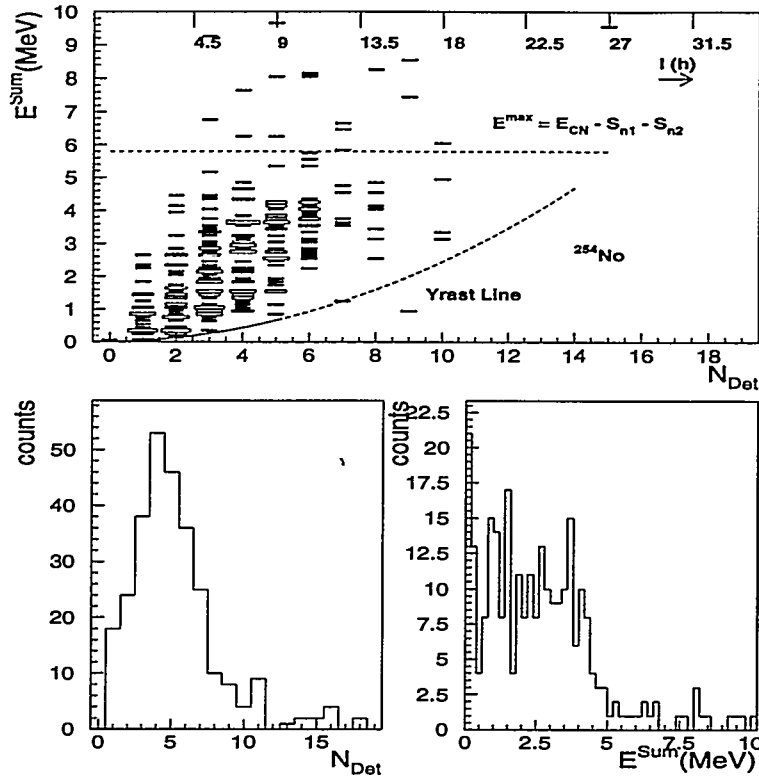 10
9
8
7
6
5
4
3
2
1
0
E^Sum(MeV)
4.5 9 13.5 18 22.5 27 31.5
I (h)
E^max = E_CN - S_n1 - S_n2
254No
Yrast Line
0 2 4 6 8 10 12 14 16 18
N_Det
counts
50
40
30
20
10
0
0 5 10 15
N_Det
counts
22.5
20
17.5
15
12.5
10
7.5
5
2.5
0
0 2.5 5 7.5 10
E^Sum(MeV)